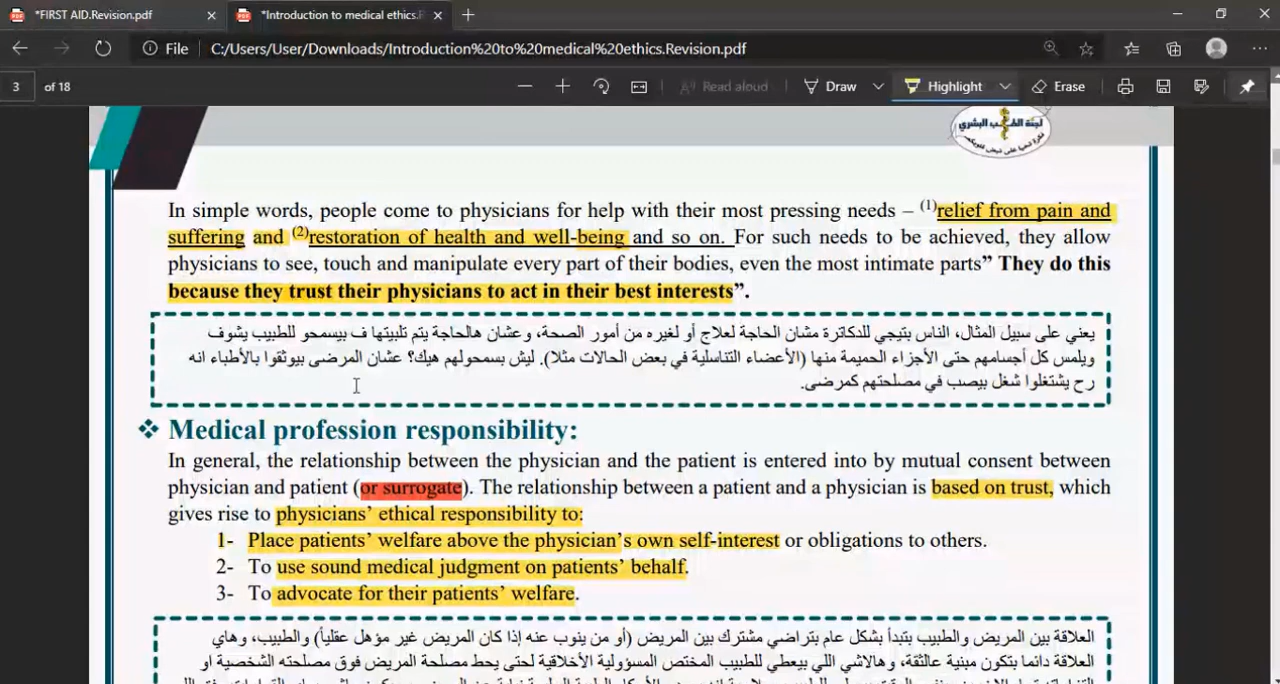 *FIRST AID.Revision.pdf
*Introduction to medical ethics.F
File C:/Users/User/Downloads/Introduction%20to%20medical%20ethics.Revision.pdf
3 of 18 Read aloud Draw Highlight Erase
لجنة الطب البشري
In simple words, people come to physicians for help with their most pressing needs – (1)relief from pain and
suffering and (2)restoration of health and well-being and so on. For such needs to be achieved, they allow
physicians to see, touch and manipulate every part of their bodies, even the most intimate parts” They do this
because they trust their physicians to act in their best interests”.
يعني على سبيل المثال، الناس بتيجي للدكاترة مشان الحاجة لعلاج أو لغيره من أمور الصحة، وعشان هالحاجة يتم تلبيتها ف بيسمحو للطبيب يشوف
ويلمس كل أجسامهم حتى الأجزاء الحميمة منها (الأعضاء التناسلية في بعض الحالات مثلا). ليش بسمحولهم هيك؟ عشان المرضى بيوثقوا بالأطباء انه
رح يشتغلوا شغل بيصب في مصلحتهم كمرضى.
❖ Medical profession responsibility:
In general, the relationship between the physician and the patient is entered into by mutual consent between
physician and patient (or surrogate). The relationship between a patient and a physician is based on trust, which
gives rise to physicians’ ethical responsibility to:
1- Place patients’ welfare above the physician’s own self-interest or obligations to others.
2- To use sound medical judgment on patients’ behalf.
3- To advocate for their patients’ welfare.
العلاقة بين المريض والطبيب بتبدأ بشكل عام بتراضي مشترك بين المريض (أو من ينوب عنه إذا كان المريض غير مؤهل عقلياً) والطبيب، وهاي
العلاقة دائما بتكون مبنية عالثقة، وهالاشي اللي بيعطي للطبيب المختص المسؤولية الأخلاقية لحتى يحط مصلحة المريض فوق مصلحته الشخصية او